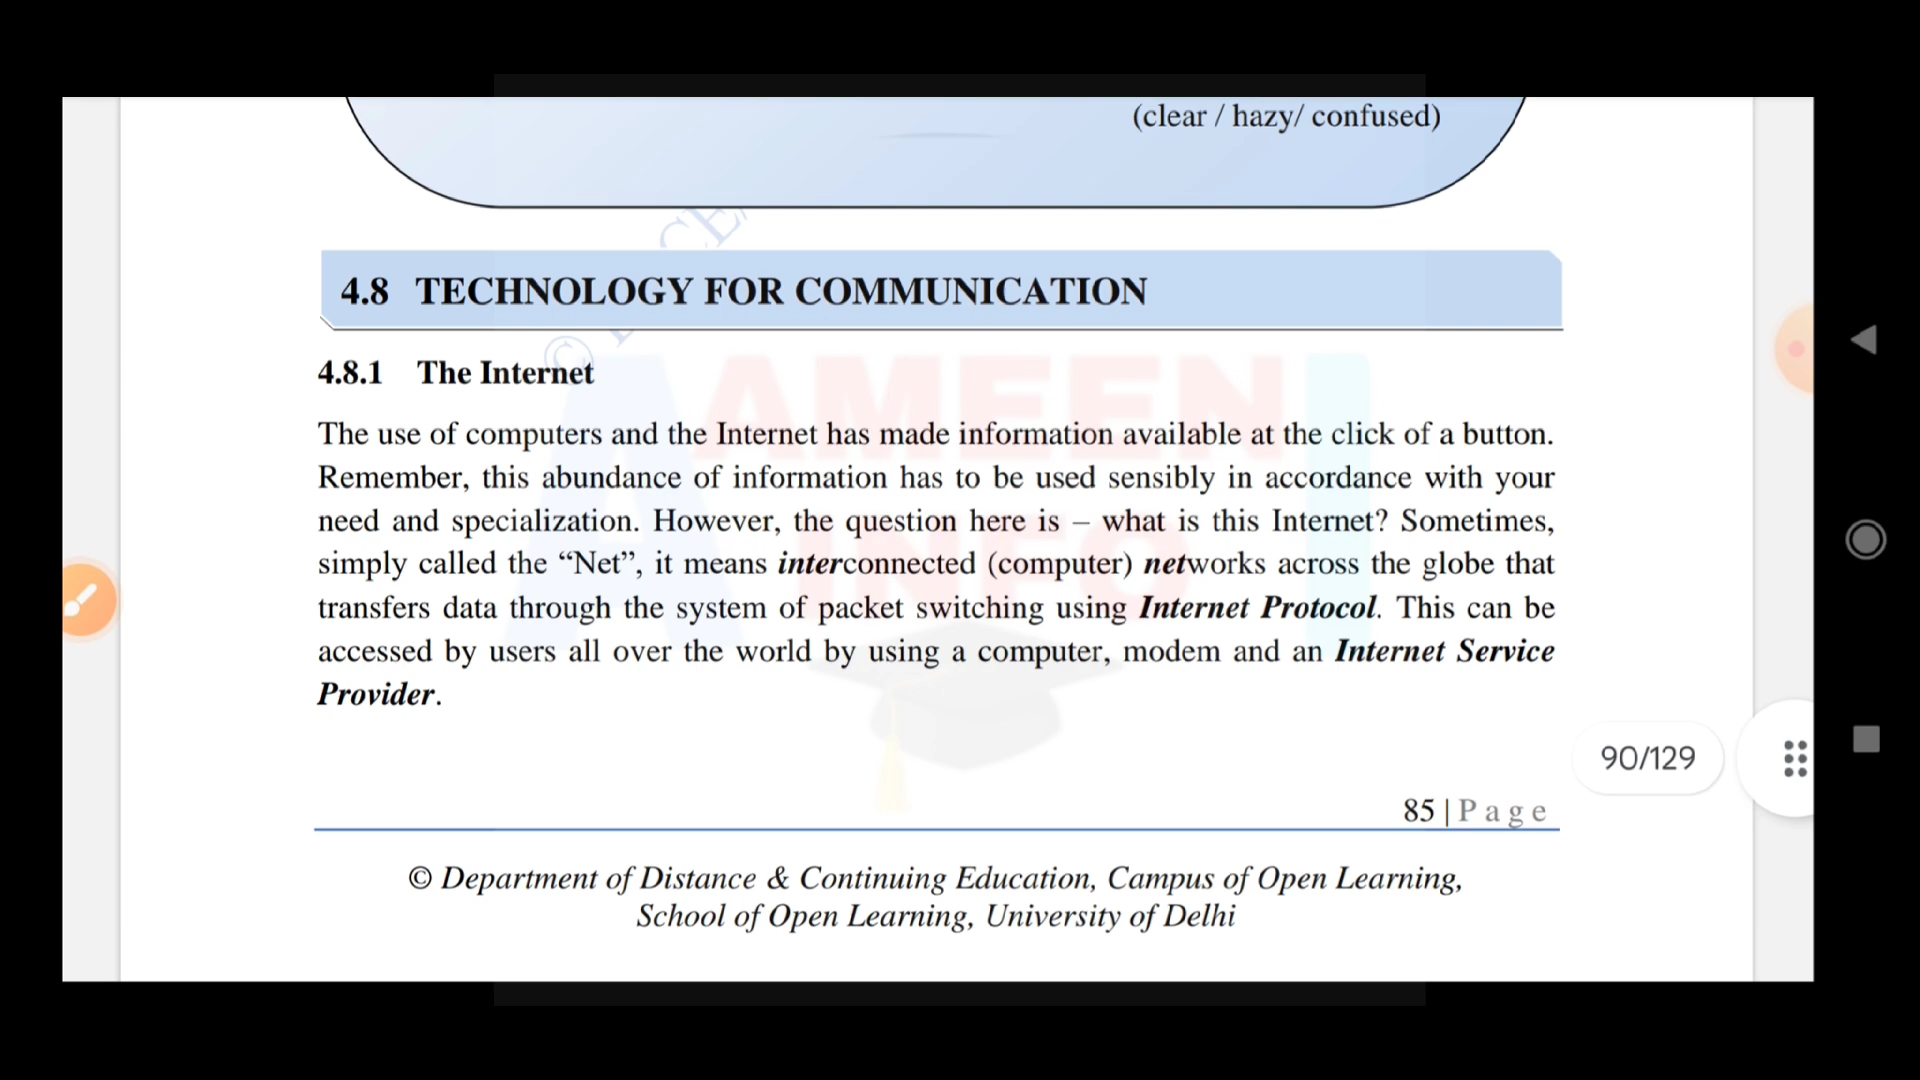 (clear / hazy/ confused)
4.8 TECHNOLOGY FOR COMMUNICATION
4.8.1 The Internet
The use of computers and the Internet has made information available at the click of a button.
Remember, this abundance of information has to be used sensibly in accordance with your
need and specialization. However, the question here is – what is this Internet? Sometimes,
simply called the “Net”, it means interconnected (computer) networks across the globe that
transfers data through the system of packet switching using Internet Protocol. This can be
accessed by users all over the world by using a computer, modem and an Internet Service
Provider.
AMEEN
INFO
90/129
85 | P a g e
© Department of Distance & Continuing Education, Campus of Open Learning,
School of Open Learning, University of Delhi